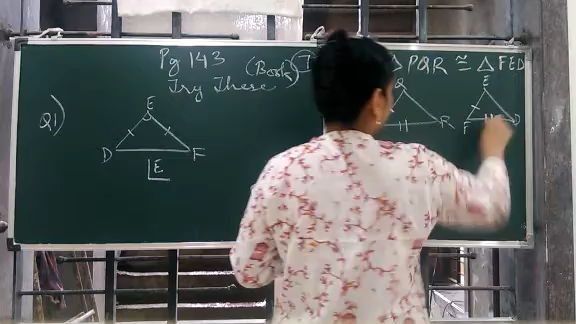 Pg 143
(Book)
Try These
△ PQR ≅ △ FED
Q1)
E
D F
∟E
Q
R
E
F D